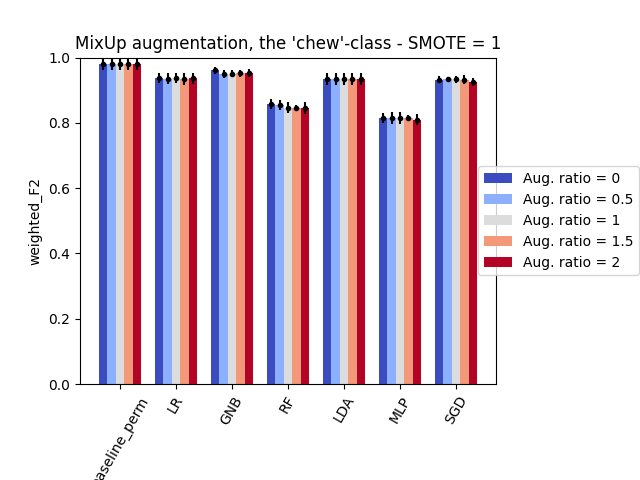 MixUp augmentation, the 'chew'-class - SMOTE = 1
weighted_F2
1.0
0.8
0.6
0.4
0.2
0.0
Aug. ratio = 0
Aug. ratio = 0.5
Aug. ratio = 1
Aug. ratio = 1.5
Aug. ratio = 2
aseline_perm
LR
GNB
RF
LDA
MLP
SGD